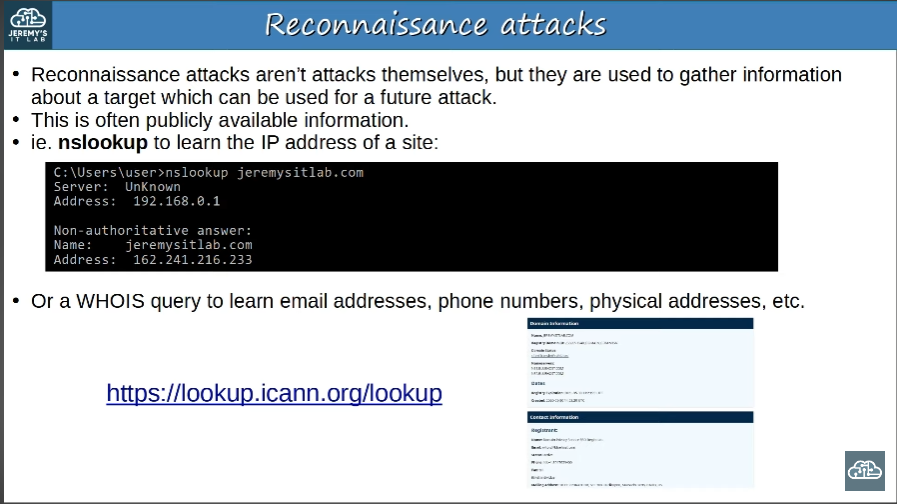 JEREMY'S
IT LAB
Reconnaissance attacks
• Reconnaissance attacks aren't attacks themselves, but they are used to gather information
about a target which can be used for a future attack.
• This is often publicly available information.
• ie. nslookup to learn the IP address of a site:
C:\Users\user>nslookup jeremysitlab.com
Server: UnKnown
Address: 192.168.0.1
Non-authoritative answer:
Name: jeremysitlab.com
Address: 162.241.216.233
• Or a WHOIS query to learn email addresses, phone numbers, physical addresses, etc.
Domain Information
Dates
https://lookup.icann.org/lookup
Contact Information
Registrant: